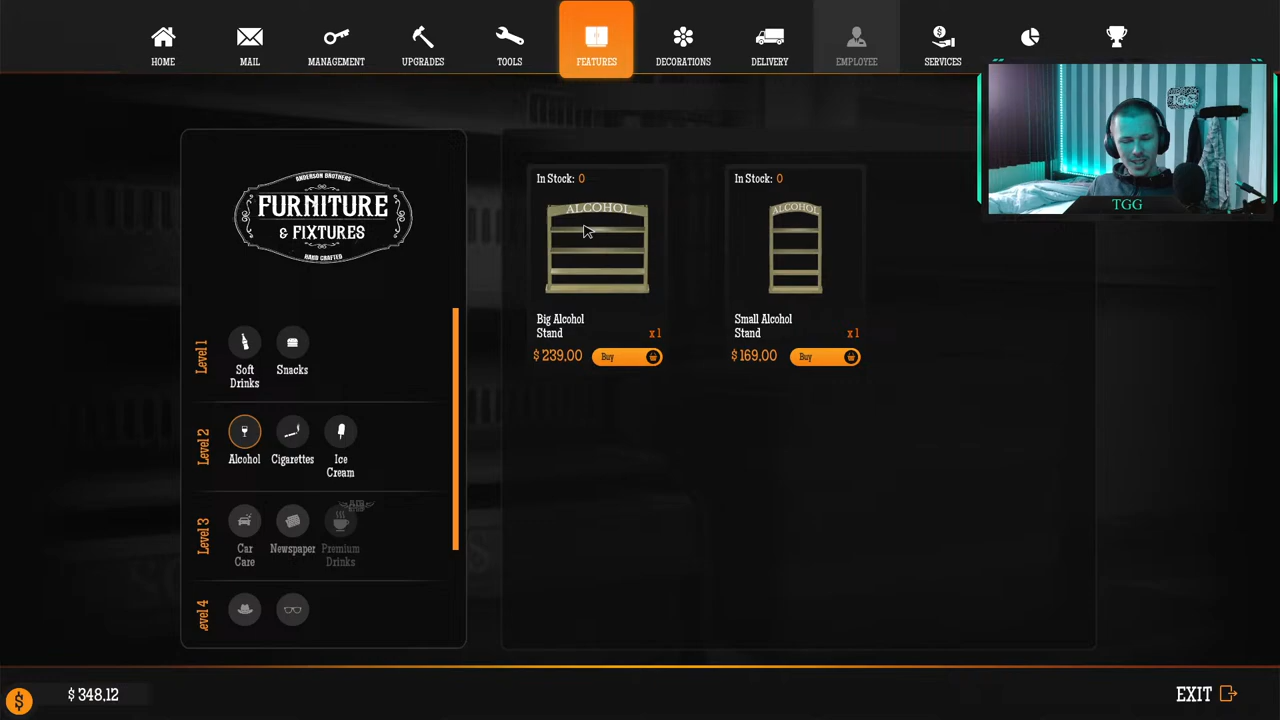 HOME
MAIL
MANAGEMENT
UPGRADES
TOOLS
FEATURES
DECORATIONS
DELIVERY
EMPLOYEE
SERVICES
TGG
TGG
ANDERSON BROTHERS
FURNITURE
& FIXTURES
HAND CRAFTED
In Stock: 0
ALCOHOL
Big Alcohol
Stand
x1
$ 239,00
Buy
In Stock: 0
ALCOHOL
Small Alcohol
Stand
x1
$ 169,00
Buy
Level 1
Soft
Drinks
Snacks
Level 2
Alcohol
Cigarettes
Ice
Cream
Level 3
Car
Care
Newspaper
Premium
Drinks
evel 4
$ 348,12
EXIT